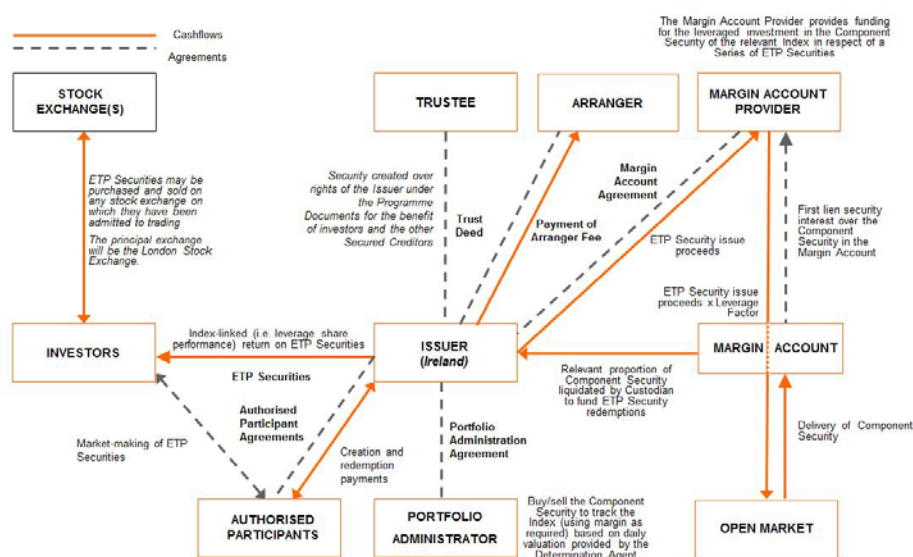 The Margin Account Provider provides funding
for the leveraged investment in the Component
Security of the relevant Index in respect of a
Series of ETP Securities
Cashflows
Agreements
STOCK
EXCHANGE(S)
TRUSTEE
ARRANGER
MARGIN ACCOUNT
PROVIDER
ETP Securities may be
purchased and sold on
any stock exchange on
which they have been
admitted to trading
The principal exchange
will be the London Stock
Exchange.
Security created over
rights of the Issuer under
the Programme
Documents for the benefit
of investors and the other
Secured Creditors
Trust
Deed
Payment of
Arranger Fee
Margin
Account
Agreement
ETP Security issue
proceeds
First lien security
interest over the
Component
Security in the
Margin Account
ETP Security issue
proceeds x Leverage
Factor
INVESTORS
Index-linked (i.e. leverage share
performance) return on ETP Securities
ISSUER
(Ireland)
MARGIN ACCOUNT
ETP Securities
Relevant proportion of
Component Security
liquidated by Custodian
to fund ETP Security
redemptions
Authorised
Participant
Agreements
Market-making of ETP
Securities
Creation and
redemption
payments
Portfolio
Administration
Agreement
Delivery of Component
Security
AUTHORISED
PARTICIPANTS
PORTFOLIO
ADMINISTRATOR
Buy/sell the Component
Security to track the
Index (using margin as
required) based on daily
valuation provided by the
Determination Agent
OPEN MARKET